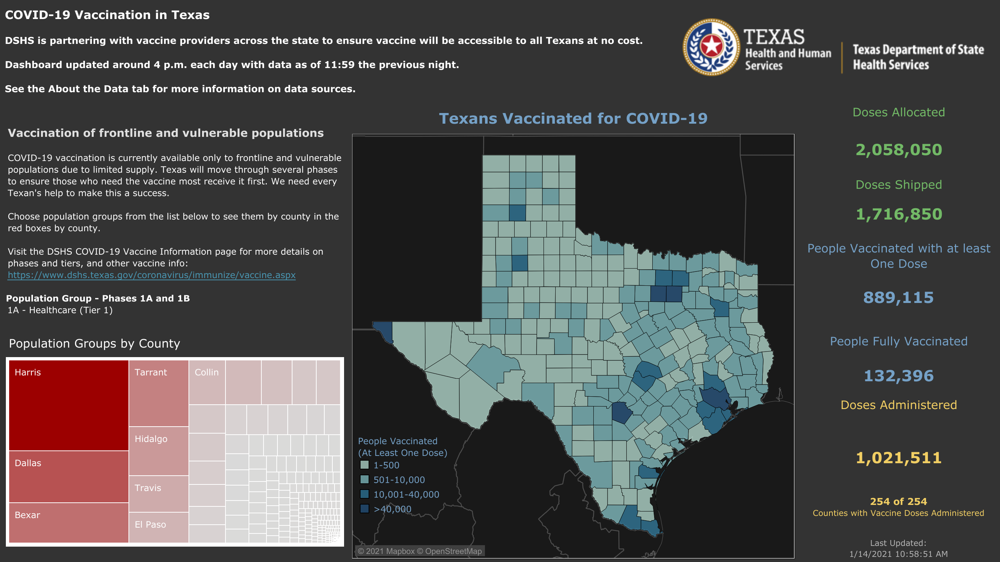 COVID-19 Vaccination in Texas
DSHS is partnering with vaccine providers across the state to ensure vaccine will be accessible to all Texans at no cost.
Dashboard updated around 4 p.m. each day with data as of 11:59 the previous night.
See the About the Data tab for more information on data sources.
TEXAS
Health and Human
Services
Texas Department of State
Health Services
Vaccination of frontline and vulnerable populations
COVID-19 vaccination is currently available only to frontline and vulnerable
populations due to limited supply. Texas will move through several phases
to ensure those who need the vaccine most receive it first. We need every
Texan's help to make this a success.
Choose population groups from the list below to see them by county in the
red boxes by county.
Visit the DSHS COVID-19 Vaccine Information page for more details on
phases and tiers, and other vaccine info:
https://www.dshs.texas.gov/coronavirus/immunize/vaccine.aspx
Population Group - Phases 1A and 1B
1A - Healthcare (Tier 1)
Population Groups by County
Harris
Dallas
Bexar
Tarrant
Hidalgo
Travis
El Paso
Collin
Texans Vaccinated for COVID-19
People Vaccinated
(At Least One Dose)
1-500
501-10,000
10,001-40,000
>40,000
© 2021 Mapbox © OpenStreetMap
Doses Allocated
2,058,050
Doses Shipped
1,716,850
People Vaccinated with at least
One Dose
889,115
People Fully Vaccinated
132,396
Doses Administered
1,021,511
254 of 254
Counties with Vaccine Doses Administered
Last Updated:
1/14/2021 10:58:51 AM